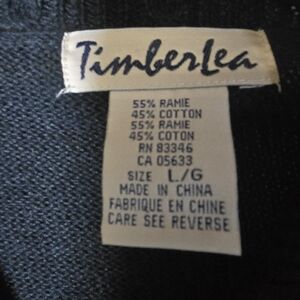 TimberLea
55% RAMIE
45% COTTON
55% RAMIE
45% COTON
RN 83346
CA 05633
SIZE L/G
MADE IN CHINA
FABRIQUE EN CHINE
CARE SEE REVERSE